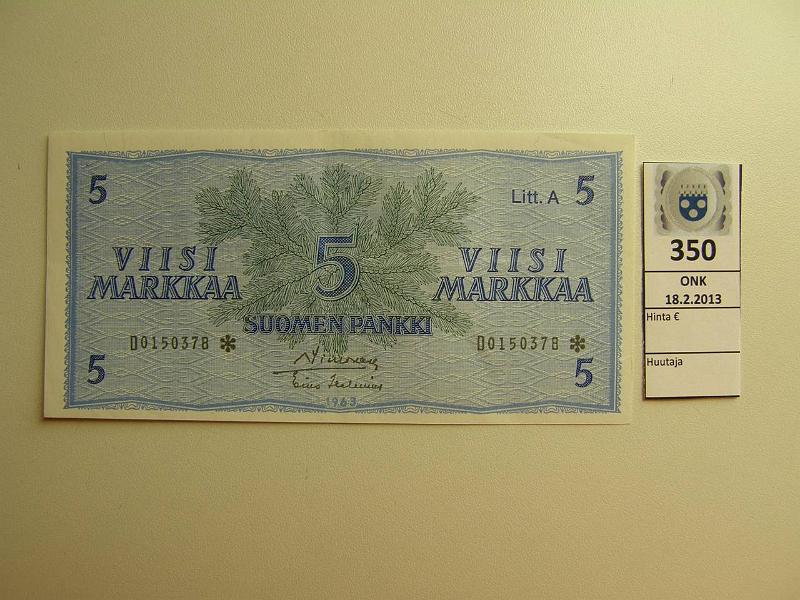 5
Litt. A 5
VIISI MARKKAA
5
VIISI MARKKAA
SUOMEN PANKKI
D0150378 *
D0150378 *
5
5
1963
350
ONK
18.2.2013
Hinta €
Huutaja